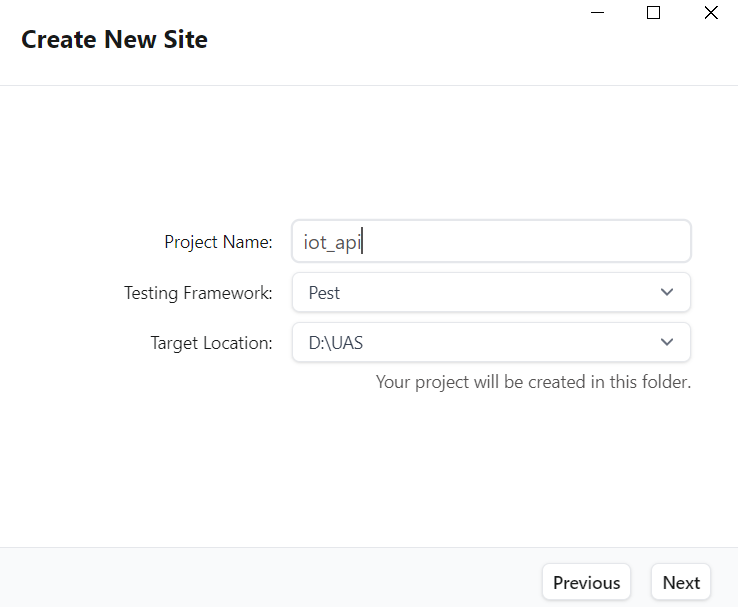 Create New Site
Project Name: iot_api
Testing Framework: Pest
Target Location: D:\UAS
Your project will be created in this folder.
Previous Next